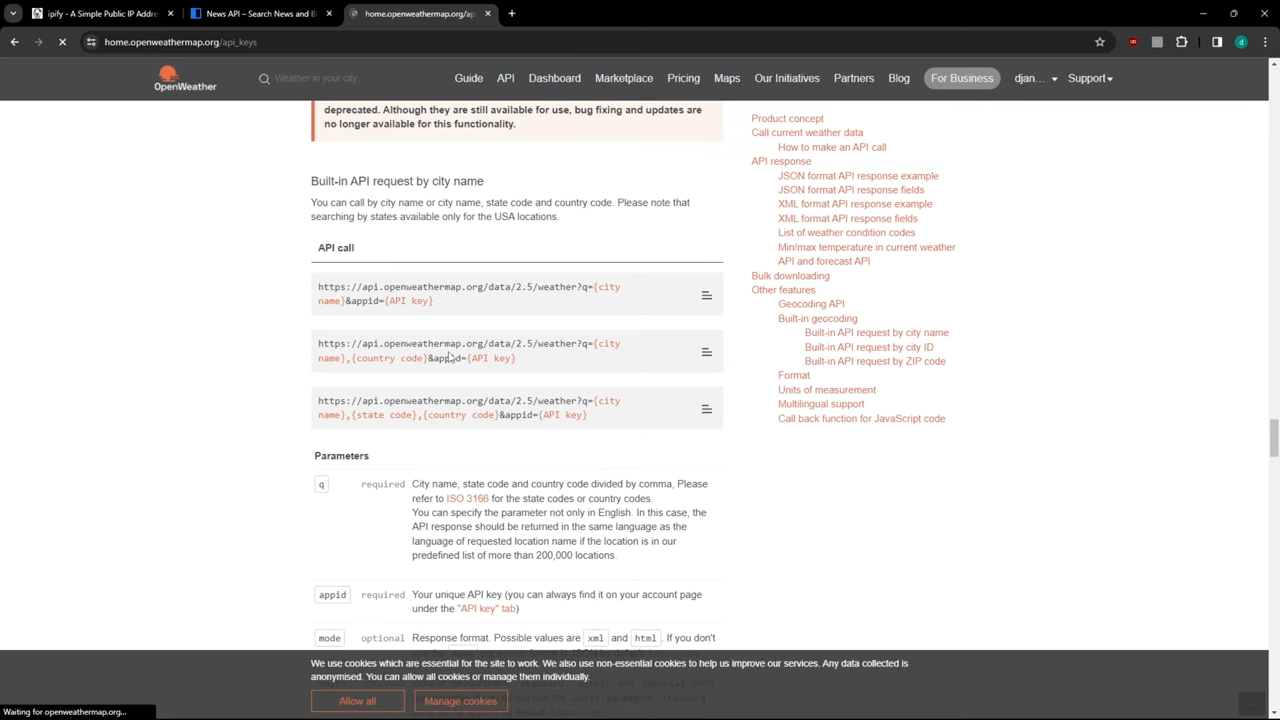 ipify - A Simple Public IP Addre
News API – Search News and B
home.openweathermap.org/ap
home.openweathermap.org/api_keys
d
OpenWeather
Weather in your city
Guide
API
Dashboard
Marketplace
Pricing
Maps
Our Initiatives
Partners
Blog
For Business
djan...
Support
deprecated. Although they are still available for use, bug fixing and updates are
no longer available for this functionality.
Built-in API request by city name
You can call by city name or city name, state code and country code. Please note that
searching by states available only for the USA locations.
API call
https://api.openweathermap.org/data/2.5/weather?q={city
name}&appid={API key}
https://api.openweathermap.org/data/2.5/weather?q={city
name},{country code}&appid={API key}
https://api.openweathermap.org/data/2.5/weather?q={city
name},{state code},{country code}&appid={API key}
Parameters
q required City name, state code and country code divided by comma, Please
refer to ISO 3166 for the state codes or country codes.
You can specify the parameter not only in English. In this case, the
API response should be returned in the same language as the
language of requested location name if the location is in our
predefined list of more than 200,000 locations.
appid required Your unique API key (you can always find it on your account page
under the "API key" tab)
mode optional Response format. Possible values are xml and html. If you don't
Product concept
Call current weather data
How to make an API call
API response
JSON format API response example
JSON format API response fields
XML format API response example
XML format API response fields
List of weather condition codes
Min/max temperature in current weather
API and forecast API
Bulk downloading
Other features
Geocoding API
Built-in geocoding
Built-in API request by city name
Built-in API request by city ID
Built-in API request by ZIP code
Format
Units of measurement
Multilingual support
Call back function for JavaScript code
We use cookies which are essential for the site to work. We also use non-essential cookies to help us improve our services. Any data collected is
anonymised. You can allow all cookies or manage them individually.
Allow all
Manage cookies
Waiting for openweathermap.org...